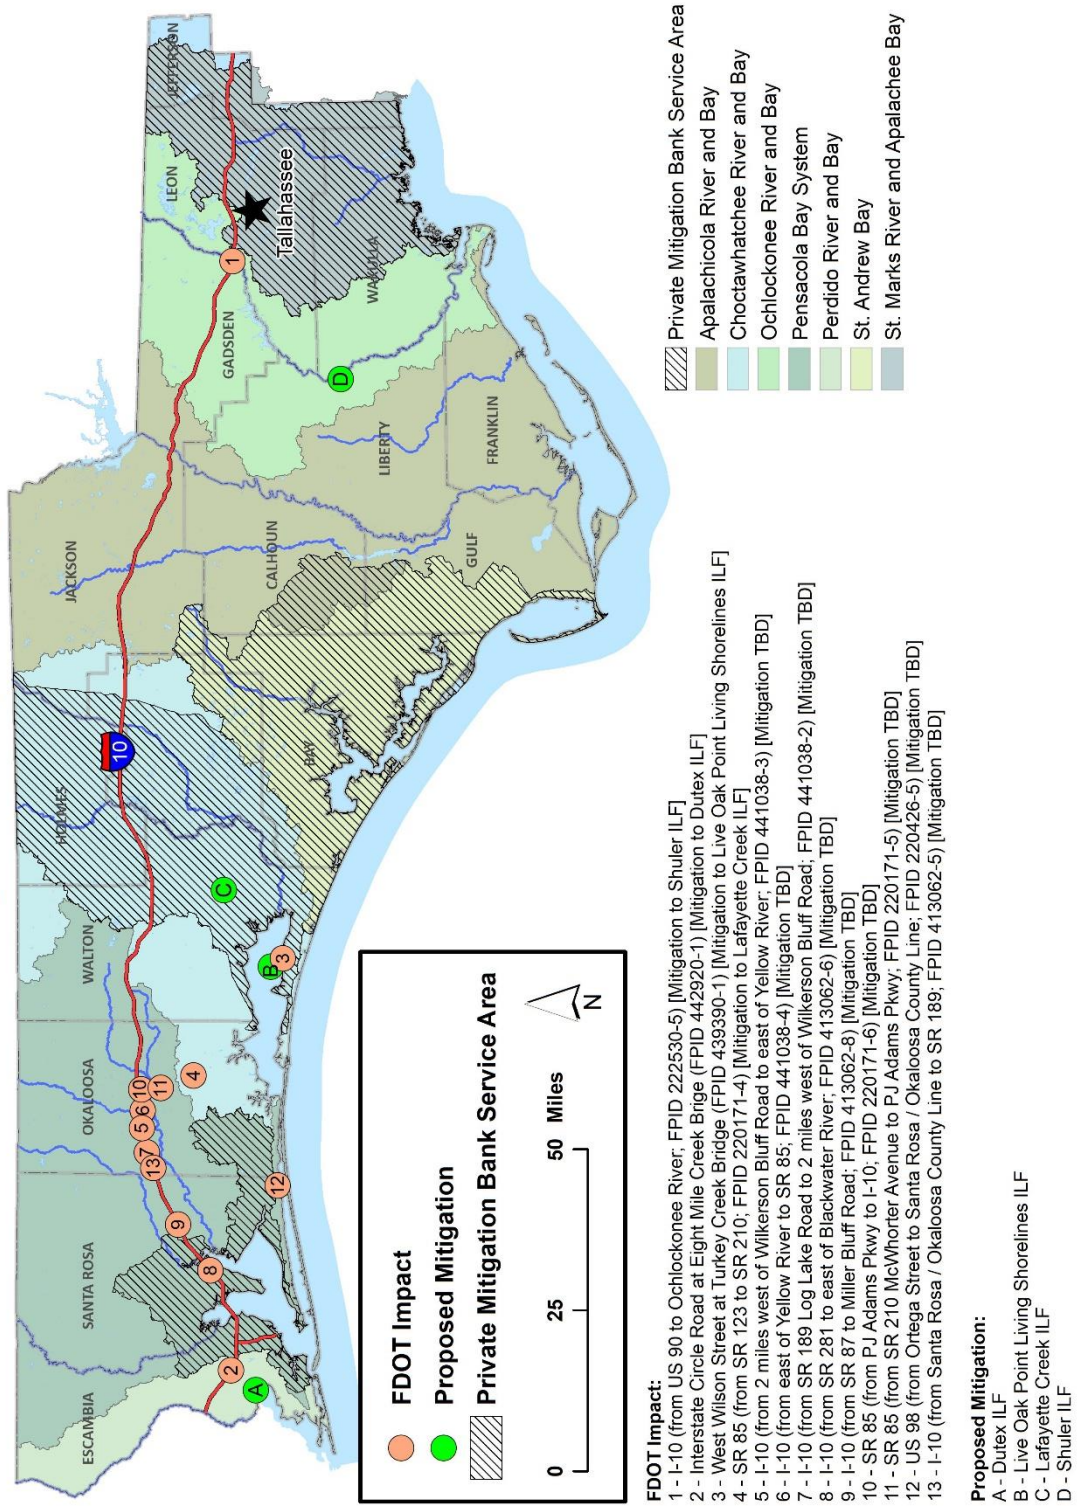 ESCAMBIA
SANTA ROSA
OKALOOSA
WALTON
HOLMES
JACKSON
BAY
CALHOUN
GULF
LIBERTY
FRANKLIN
GADSDEN
LEON
WAKULLA
JEFFERSON
Tallahassee
10
1
2
3
4
5
6
7
8
9
10
11
12
13
A
B
C
D
FDOT Impact
Proposed Mitigation
Private Mitigation Bank Service Area
0
25
50 Miles
N
Private Mitigation Bank Service Area
Apalachicola River and Bay
Choctawhatchee River and Bay
Ochlockonee River and Bay
Pensacola Bay System
Perdido River and Bay
St. Andrew Bay
St. Marks River and Apalachee Bay
FDOT Impact:
1 - I-10 (from US 90 to Ochlockonee River; FPID 222530-5) [Mitigation to Shuler ILF]
2 - Interstate Circle Road at Eight Mile Creek Brige (FPID 442920-1) [Mitigation to Dutex ILF]
3 - West Wilson Street at Turkey Creek Bridge (FPID 439390-1) [Mitigation to Live Oak Point Living Shorelines ILF]
4 - SR 85 (from SR 123 to SR 210; FPID 220171-4) [Mitigation to Lafayette Creek ILF]
5 - I-10 (from 2 miles west of Wilkerson Bluff Road to east of Yellow River; FPID 441038-3) [Mitigation TBD]
6 - I-10 (from east of Yellow River to SR 85; FPID 441038-4) [Mitigation TBD]
7 - I-10 (from SR 189 Log Lake Road to 2 miles west of Wilkerson Bluff Road; FPID 441038-2) [Mitigation TBD]
8 - I-10 (from SR 281 to east of Blackwater River; FPID 413062-6) [Mitigation TBD]
9 - I-10 (from SR 87 to Miller Bluff Road; FPID 413062-8) [Mitigation TBD]
10 - SR 85 (from PJ Adams Pkwy to I-10; FPID 220171-6) [Mitigation TBD]
11 - SR 85 (from SR 210 McWhorter Avenue to PJ Adams Pkwy; FPID 220171-5) [Mitigation TBD]
12 - US 98 (from Ortega Street to Santa Rosa / Okaloosa County Line; FPID 220426-5) [Mitigation TBD]
13 - I-10 (from Santa Rosa / Okaloosa County Line to SR 189; FPID 413062-5) [Mitigation TBD]
Proposed Mitigation:
A - Dutex ILF
B - Live Oak Point Living Shorelines ILF
C - Lafayette Creek ILF
D - Shuler ILF